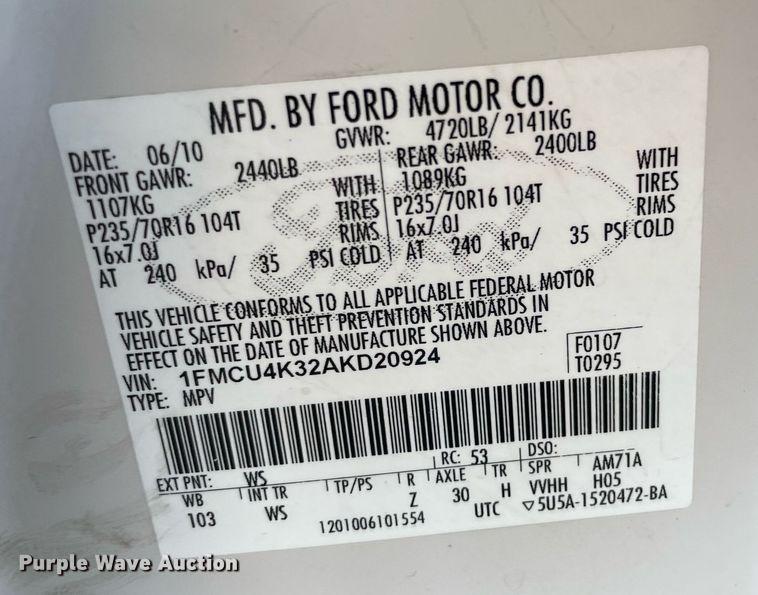 MFD. BY FORD MOTOR CO.
DATE: 06/10 GVWR: 4720LB/ 2141KG
FRONT GAWR: 2440LB REAR GAWR: 2400LB
1107KG WITH 1089KG WITH
P235/70R16 104T TIRES P235/70R16 104T TIRES
16x7.0J RIMS 16x7.0J RIMS
AT 240 kPa/ 35 PSI COLD AT 240 kPa/ 35 PSI COLD
THIS VEHICLE CONFORMS TO ALL APPLICABLE FEDERAL MOTOR
VEHICLE SAFETY AND THEFT PREVENTION STANDARDS IN
EFFECT ON THE DATE OF MANUFACTURE SHOWN ABOVE.
VIN: 1FMCU4K32AKD20924 F0107
TYPE: MPV T0295
EXT PNT: WS RC: 53 DSO:
WB INT TR TP/PS R AXLE TR SPR AM71A
103 WS Z 30 H VVHH H05
1201006101554 UTC ▽5U5A-1520472-BA
Ford
Purple Wave Auction